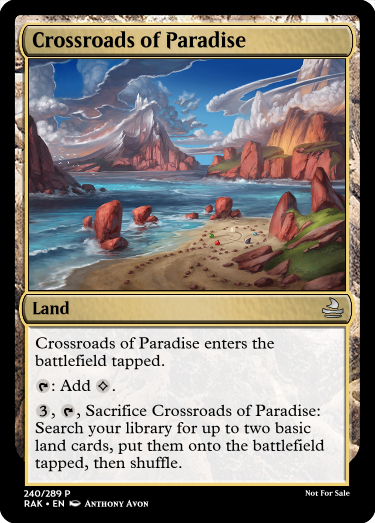 Crossroads of Paradise
Land
Crossroads of Paradise enters the
battlefield tapped.
: Add .
3, , Sacrifice Crossroads of Paradise:
Search your library for up to two basic
land cards, put them onto the battlefield
tapped, then shuffle.
240/289 P
Not For Sale
RAK • EN Anthony Avon